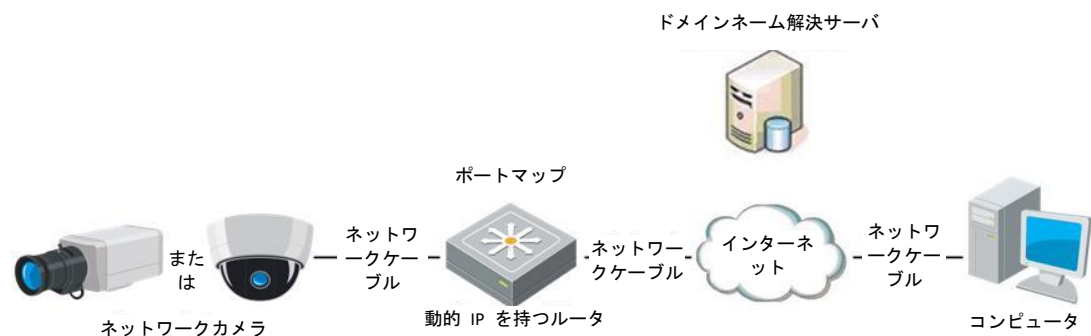 ドメインネーム解決サーバ
ポートマップ
また
は
ネットワ
ークケー
ブル
ネットワー
クケーブル
インターネ
ット
ネットワ
ークケー
ブル
ネットワークカメラ
動的 IP を持つルータ
コンピュータ